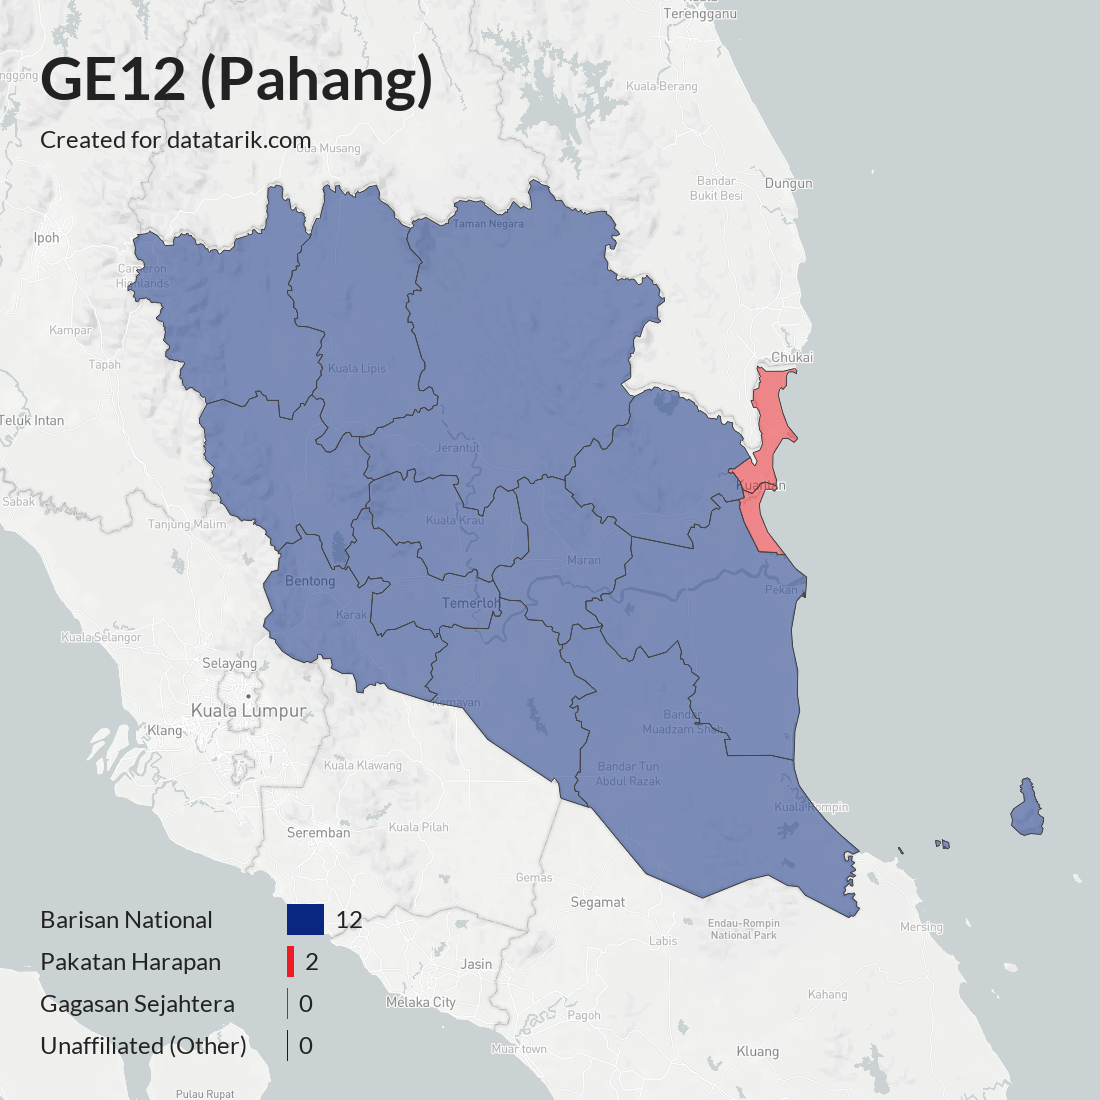 Kuala
Terengganu
GE12 (Pahang)
Kuala Berang
Created for datatarik.com
Musang
Bandar
Bukit Besi
Dungun
Taman Negara
Ipoh
Cameron
Highlands
Kampar
Chukai
Tapah
Kuala Lipis
Teluk Intan
Jerantut
Kuantan
Sabak
Tanjung Malim
Kuala Krau
Maran
Bentong
Pekan
Temerloh
Karak
Kuala Selangor
Selayang
Kemayan
Kuala Lumpur
Bandar
Muadzam Shah
Klang
Kuala Klawang
Bandar Tun
Abdul Razak
Kuala Rompin
Seremban
Kuala Pilah
Gemas
Segamat
Barisan National 12
Endau-Rompin
National Park
Mersing
Labis
Pakatan Harapan 2
Jasin
Kahang
Gagasan Sejahtera 0
Melaka City
Pagoh
Unaffiliated (Other) 0
Muar town
Kluang
Pulau Rupat